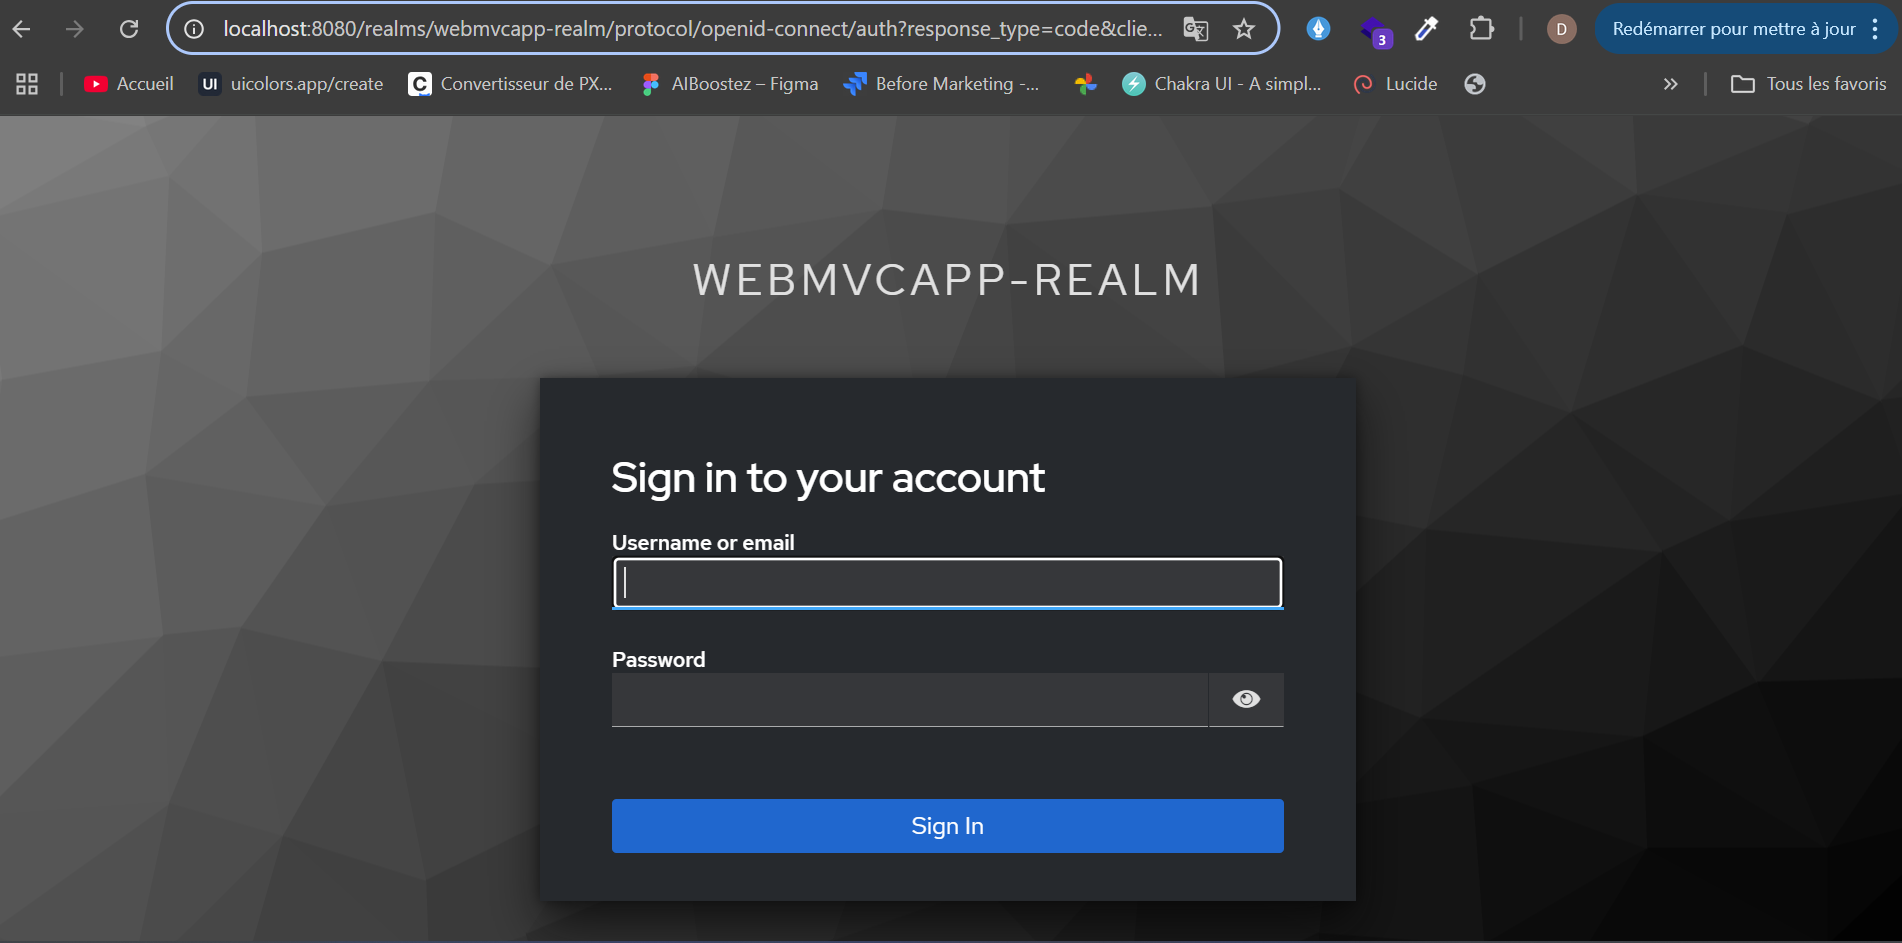 localhost:8080/realms/webmvcapp-realm/protocol/openid-connect/auth?response_type=code&clie...
3
D
Redémarrer pour mettre à jour
Accueil
UI uicolors.app/create
C Convertisseur de PX...
AIBoostez – Figma
Before Marketing -...
Chakra UI - A simpl...
Lucide
»
Tous les favoris
WEBMVCAPP-REALM
Sign in to your account
Username or email
Password
Sign In